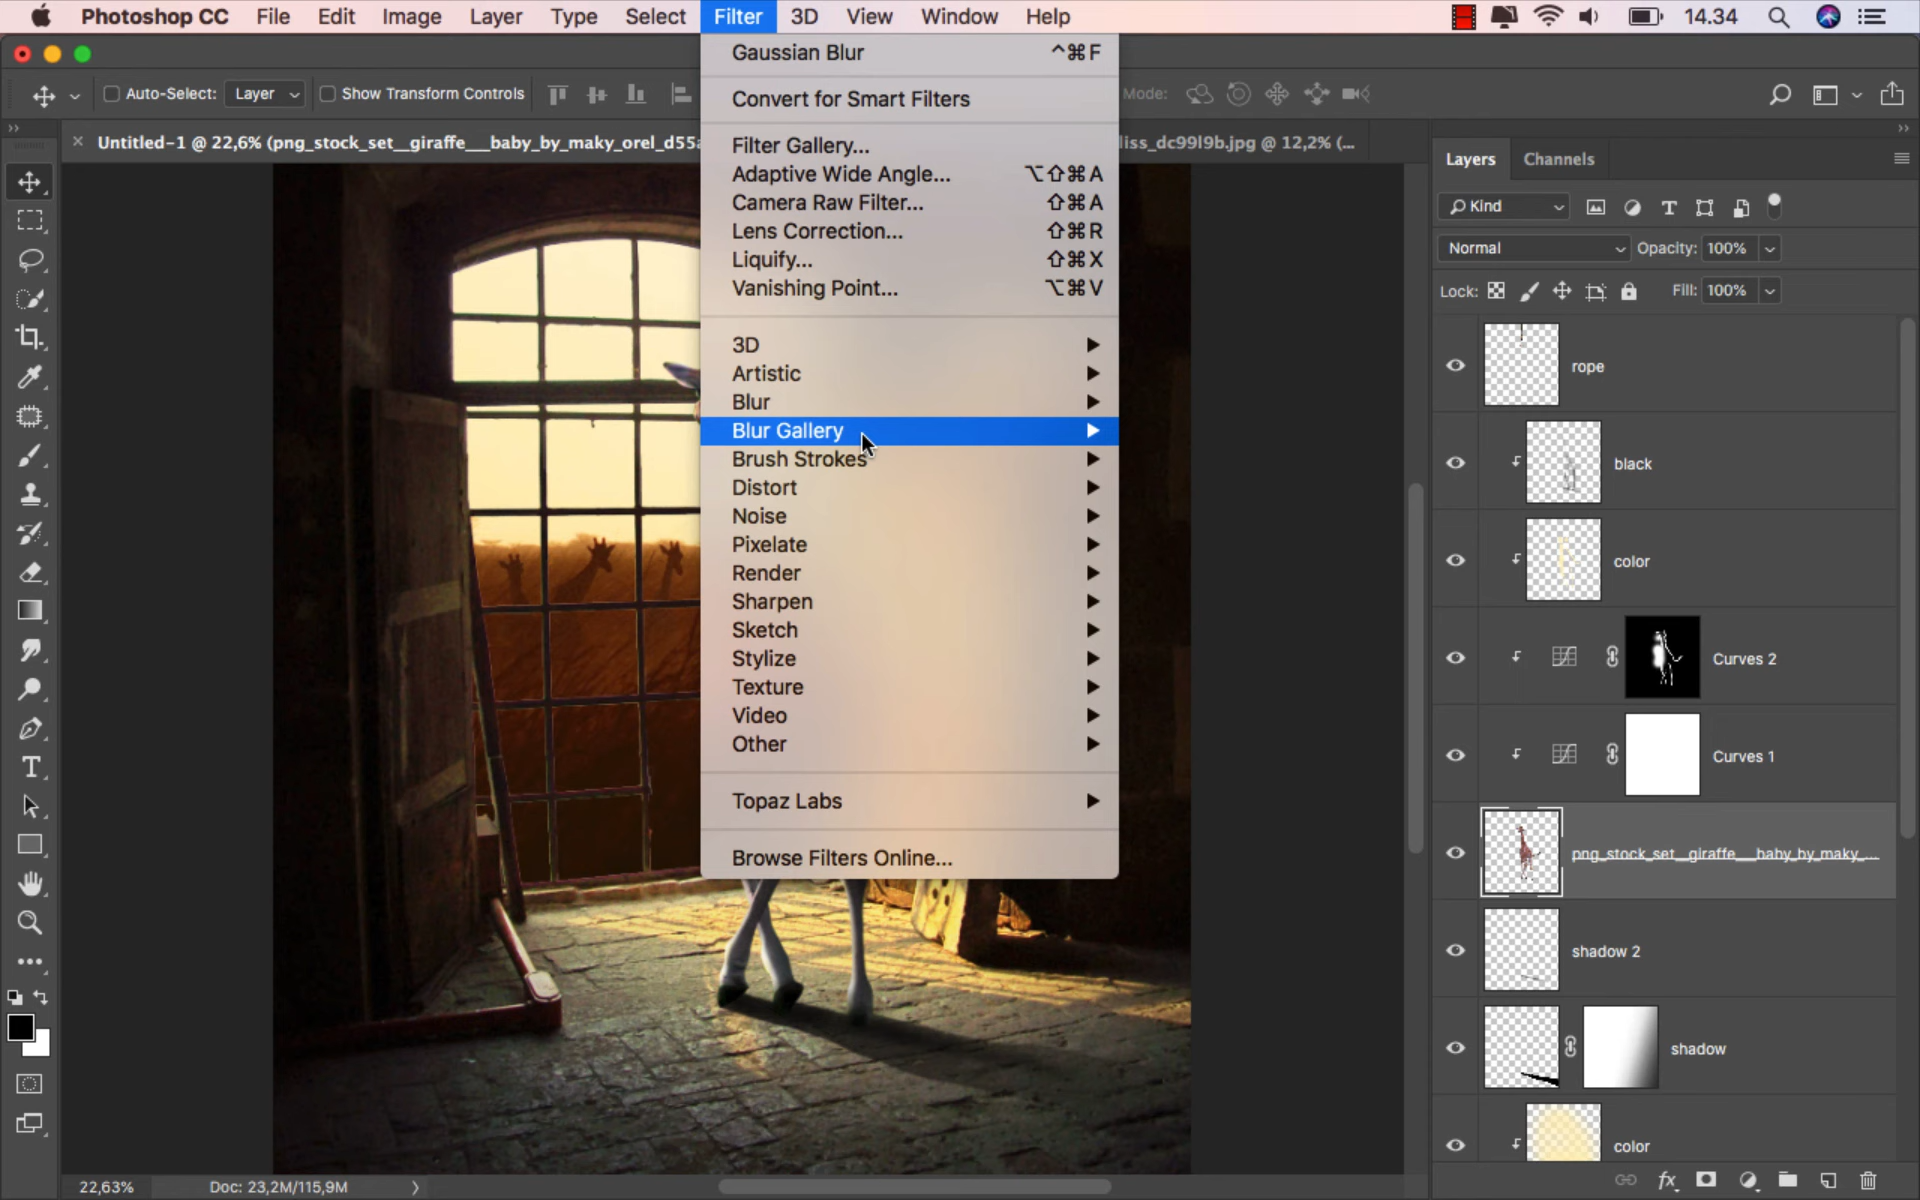 Photoshop CC File Edit Image Layer Type Select Filter 3D View Window Help 14.34
Auto-Select: Layer Show Transform Controls Mode:
Untitled-1 @ 22,6% (png_stock_set__giraffe___baby_by_maky_orel_d55a
liss_dc99l9b.jpg @ 12,2% (...
Gaussian Blur ^⌘F
Convert for Smart Filters
Filter Gallery...
Adaptive Wide Angle... ⌥⇧⌘A
Camera Raw Filter... ⇧⌘A
Lens Correction... ⇧⌘R
Liquify... ⇧⌘X
Vanishing Point... ⌥⌘V
3D
Artistic
Blur
Blur Gallery
Brush Strokes
Distort
Noise
Pixelate
Render
Sharpen
Sketch
Stylize
Texture
Video
Other
Topaz Labs
Browse Filters Online...
Layers Channels
Kind
Normal Opacity: 100%
Lock: Fill: 100%
rope
black
color
Curves 2
Curves 1
png_stock_set__giraffe___baby_by_maky_...
shadow 2
shadow
color
22,63% Doc: 23,2M/115,9M